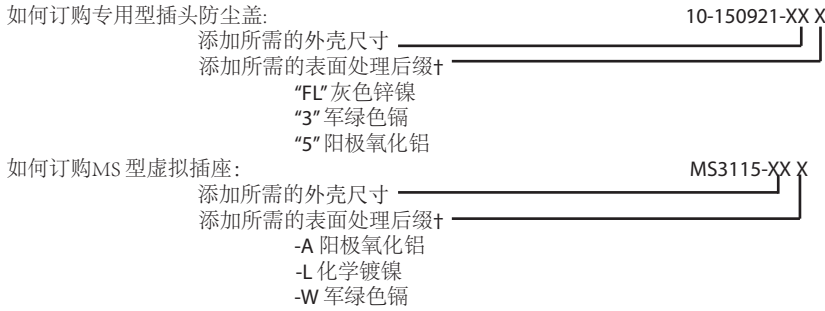 如何订购专用型插头防尘盖: 10-150921-XX X
添加所需的外壳尺寸
添加所需的表面处理后缀†
“FL” 灰色锌镍
“3” 军绿色镉
“5” 阳极氧化铝
如何订购MS 型虚拟插座: MS3115-XX X
添加所需的外壳尺寸
添加所需的表面处理后缀†
-A 阳极氧化铝
-L 化学镀镍
-W 军绿色镉